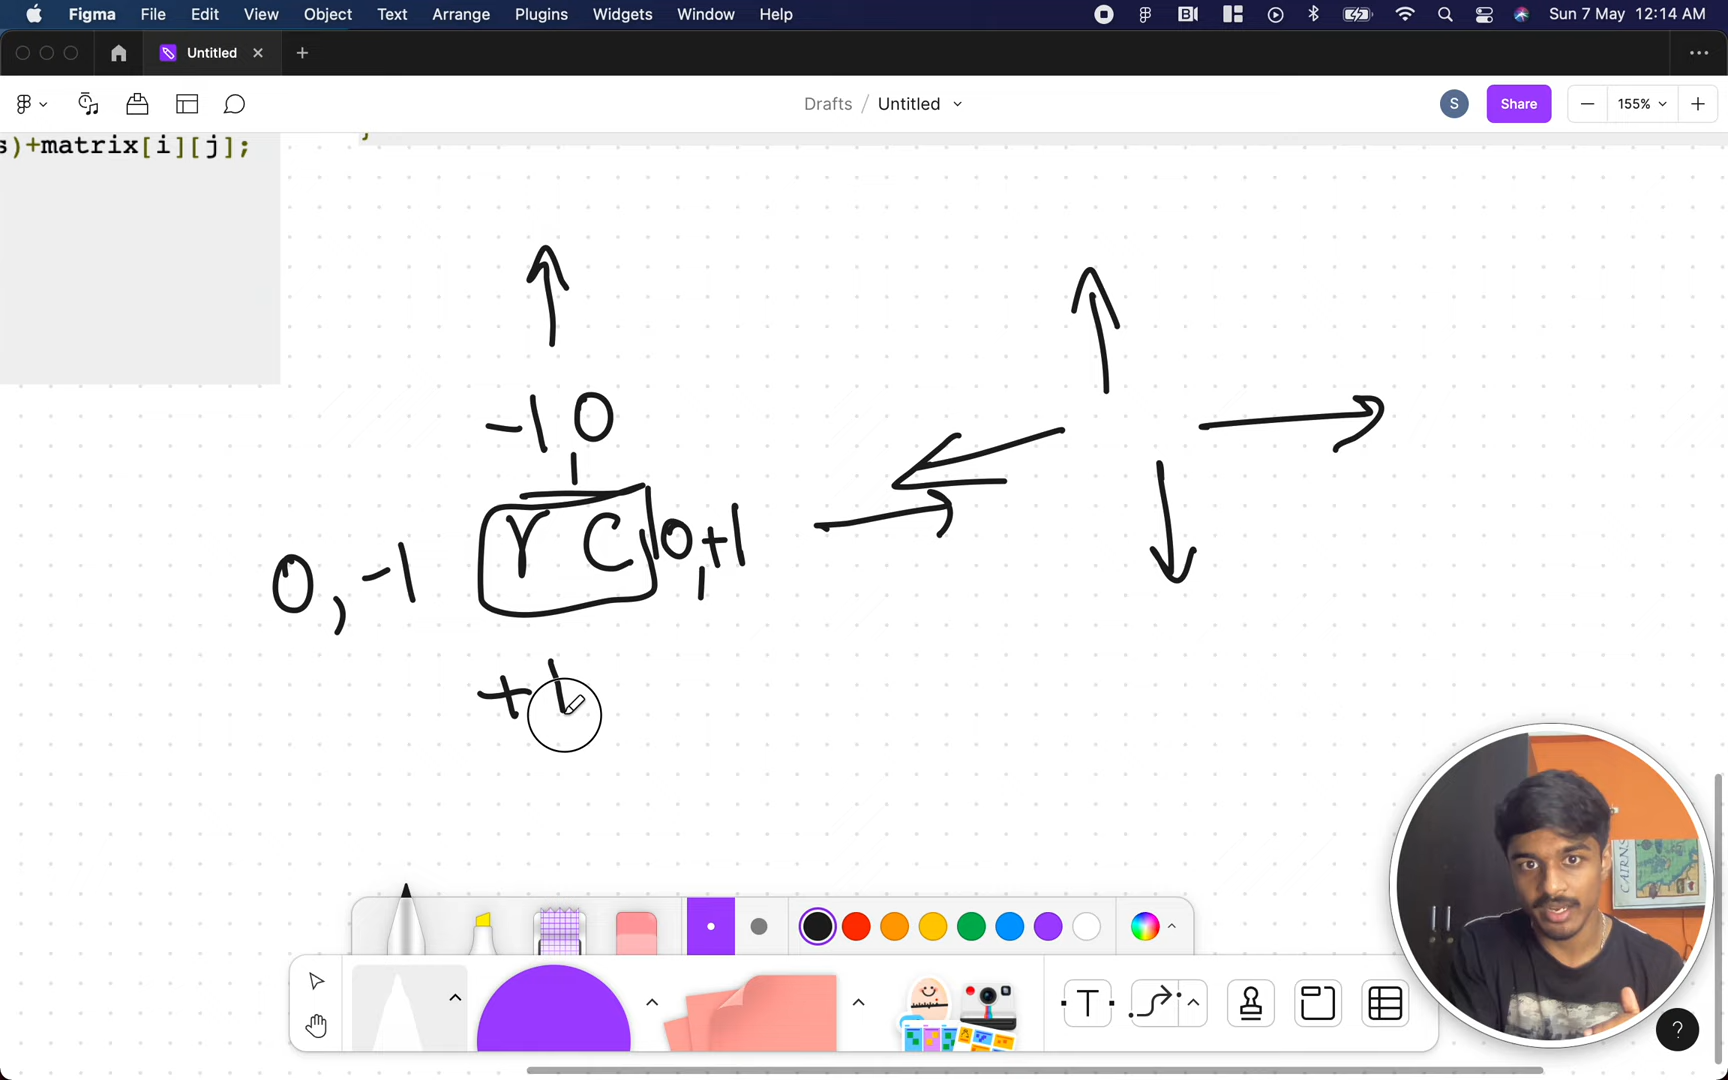 Figma File Edit View Object Text Arrange Plugins Widgets Window Help Sun 7 May 12:14 AM
Untitled
Drafts / Untitled S Share 155%
s)+matrix[i][j];
}
-1 0
r C 0,+1
0, -1
+1
T
CAIRNS
?